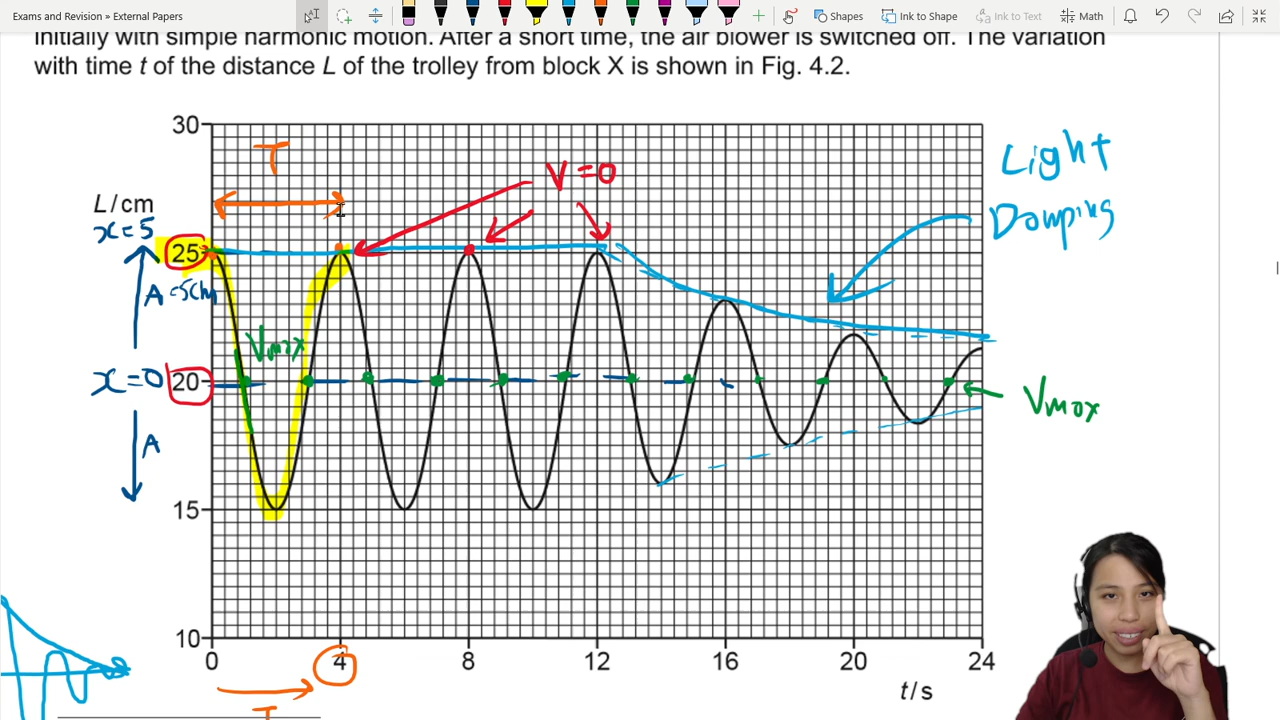 Exams and Revision » External Papers
Shapes
Ink to Shape
Ink to Text
Math
initially with simple harmonic motion. After a short time, the air blower is switched off. The variation
with time t of the distance L of the trolley from block X is shown in Fig. 4.2.
30
T
V=0
Light
Damping
L/cm
x=5
25
A=5cm
Vmax
x=0
20
Vmax
A
15
10
0
4
8
12
16
20
24
t/s
T